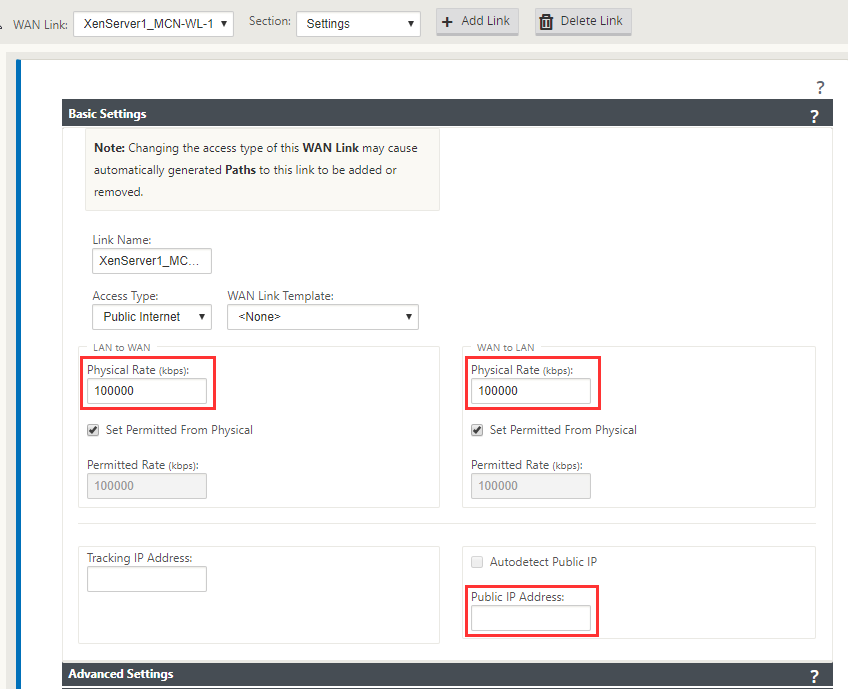 WAN Link: XenServer1_MCN-WL-1 Section: Settings + Add Link Delete Link
?
Basic Settings ?
Note: Changing the access type of this WAN Link may cause
automatically generated Paths to this link to be added or
removed.
Link Name:
XenServer1_MC...
Access Type: WAN Link Template:
Public Internet <None>
LAN to WAN
Physical Rate (kbps):
100000
Set Permitted From Physical
Permitted Rate (kbps):
100000
WAN to LAN
Physical Rate (kbps):
100000
Set Permitted From Physical
Permitted Rate (kbps):
100000
Tracking IP Address:
Autodetect Public IP
Public IP Address:
Advanced Settings ?